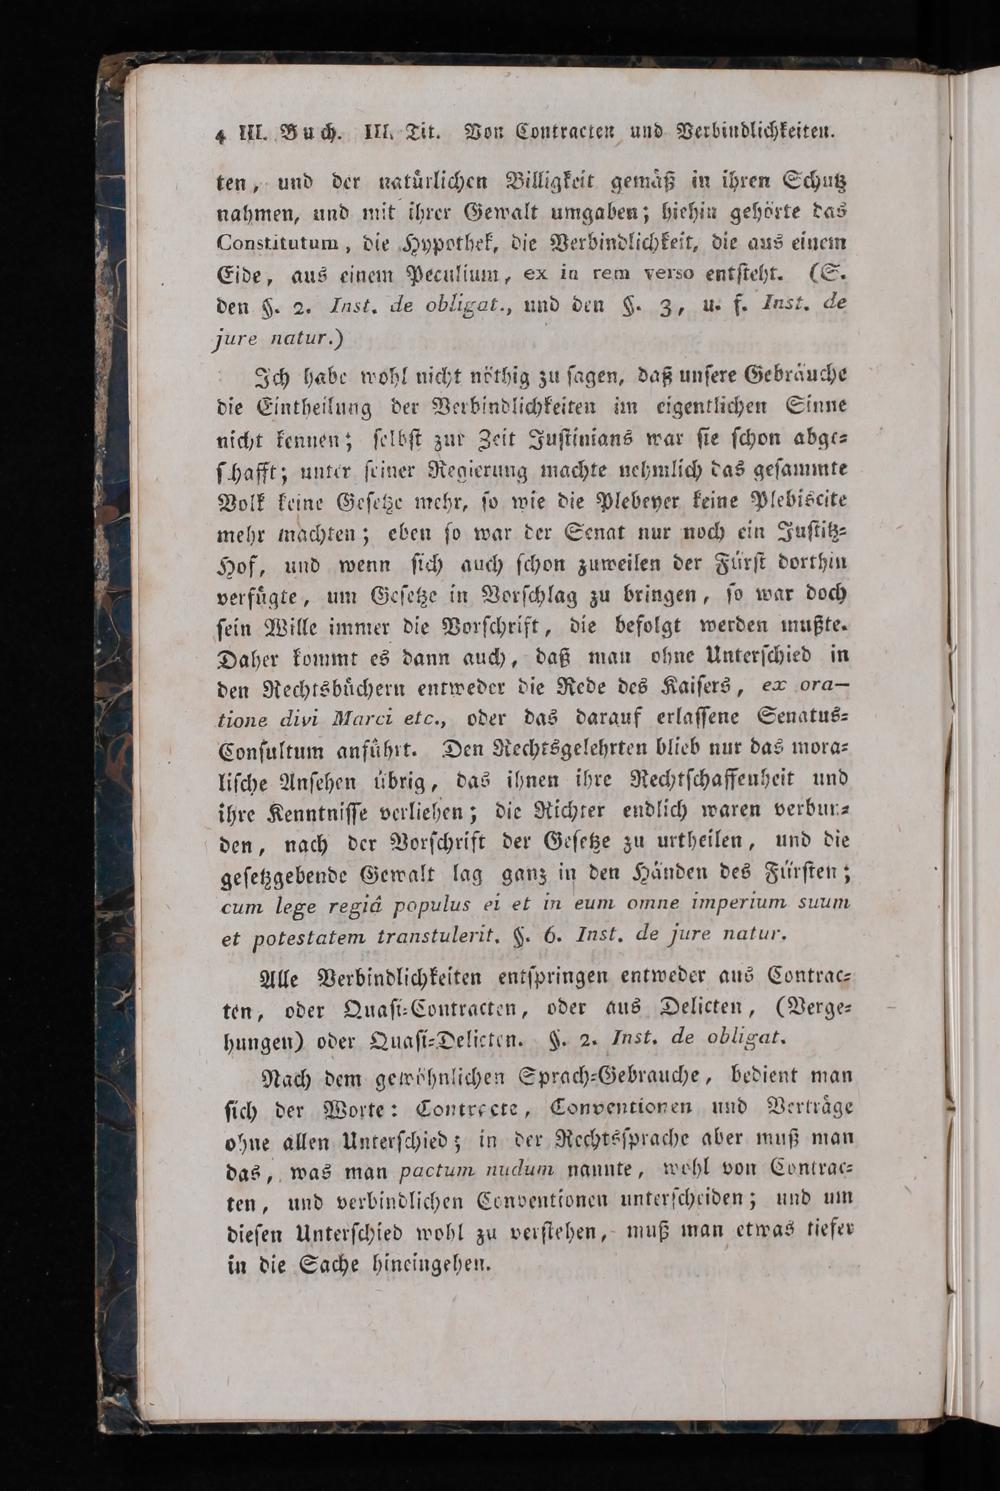 4 III. Buch. III. Tit. Von Contracten und Verbindlichkeiten.
ten, und der natürlichen Billigkeit gemäß in ihren Schutz
nahmen, und mit ihrer Gewalt umgaben; hiehin gehörte das
Constitutum, die Hypothek, die Verbindlichkeit, die aus einem
Eide, aus einem Peculium, ex in rem verso entſteht. (S.
den §. 2. Inst. de obligat., und den §. 3, u. f. Inst. de
jure natur.)
Ich habe wohl nicht nöthig zu ſagen, daß unſere Gebräuche
die Eintheilung der Verbindlichkeiten im eigentlichen Sinne
nicht kennen; ſelbſt zur Zeit Juſtinians war ſie ſchon abge-
ſchafft; unter ſeiner Regierung machte nehmlich das geſammte
Volk keine Geſetze mehr, ſo wie die Plebeyer keine Plebiscite
mehr machten; eben ſo war der Senat nur noch ein Juſtitz-
Hof, und wenn ſich auch ſchon zuweilen der Fürſt dorthin
verfügte, um Geſetze in Vorſchlag zu bringen, ſo war doch
ſein Wille immer die Vorſchrift, die befolgt werden mußte.
Daher kommt es dann auch, daß man ohne Unterſchied in
den Rechtsbüchern entweder die Rede des Kaiſers, ex ora—
tione divi Marci etc., oder das darauf erlaſſene Senatus-
Conſultum anführt. Den Rechtsgelehrten blieb nur das mora-
liſche Anſehen übrig, das ihnen ihre Rechtſchaffenheit und
ihre Kenntniſſe verliehen; die Richter endlich waren verbun-
den, nach der Vorſchrift der Geſetze zu urtheilen, und die
geſetzgebende Gewalt lag ganz in den Händen des Fürſten;
cum lege regiâ populus ei et in eum omne imperium suum
et potestatem transtulerit. §. 6. Inst. de jure natur.
Alle Verbindlichkeiten entſpringen entweder aus Contrac-
ten, oder Quaſi-Contracten, oder aus Delicten, (Verge-
hungen) oder Quaſi-Delicten. §. 2. Inst. de obligat.
Nach dem gewöhnlichen Sprach-Gebrauche, bedient man
ſich der Worte: Contracte, Conventionen und Verträge
ohne allen Unterſchied; in der Rechtsſprache aber muß man
das, was man pactum nudum nannte, wohl von Contrac-
ten, und verbindlichen Conventionen unterſcheiden; und um
dieſen Unterſchied wohl zu verſtehen, muß man etwas tiefer
in die Sache hineingehen.